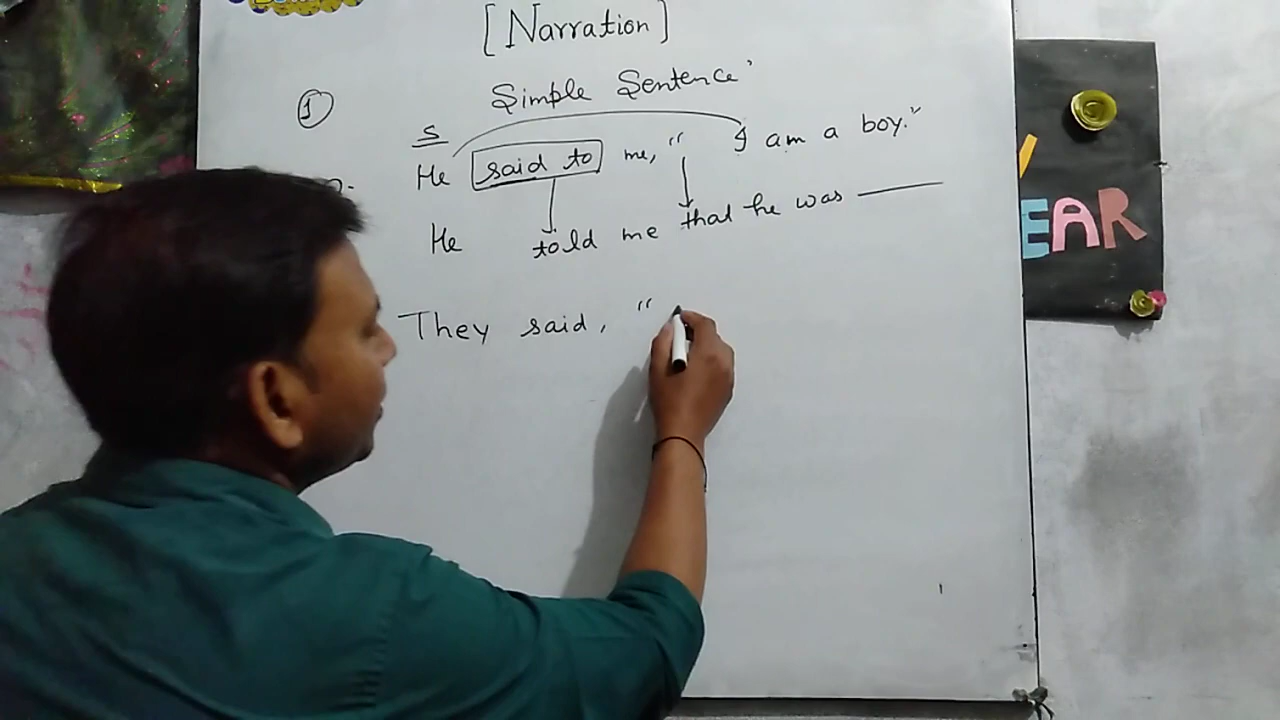 [Narration]
① Simple Sentence
S
He said to me, " I am a boy."
He told me that he was ———
They said, "
EAR